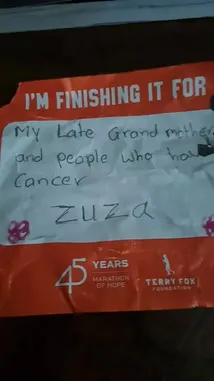 I'M FINISHING IT FOR
My Late Grand mother
and people who ha
Cancer
ZUZA
45 YEARS
MARATHON
OF HOPE
TERRY FOX
FOUNDATION